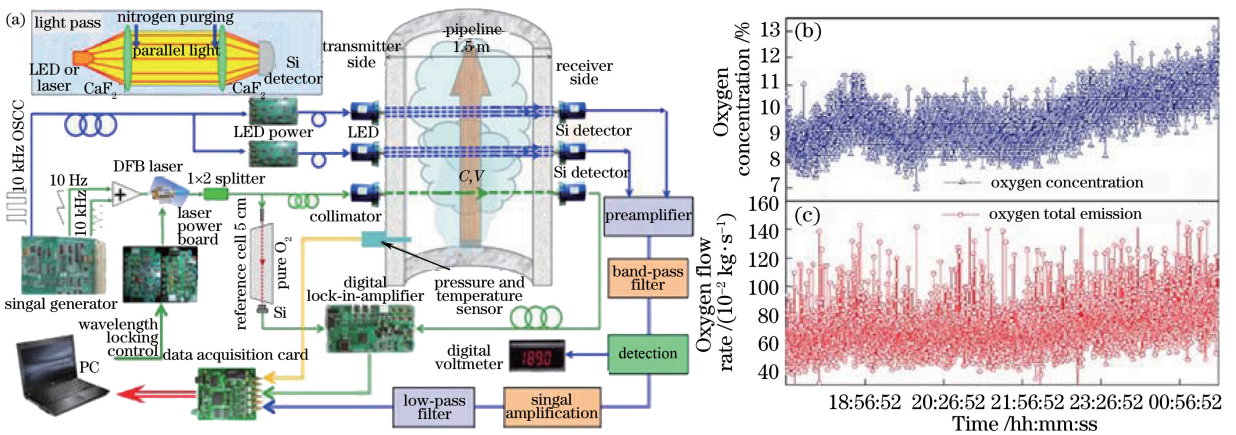 (a)
light pass
nitrogen purging
parallel light
LED or
laser
CaF2
CaF2
Si
detector
transmitter
side
pipeline
1.5 m
receiver
side
10 kHz OSCC
LED power
LED
Si detector
Si detector
DFB laser
1×2 splitter
10 Hz
10 kHz
+
laser
power
board
collimator
C,V
preamplifier
singal generator
reference cell 5 cm
pure O2
Si
pressure and
temperature
sensor
digital
lock-in-amplifier
band-pass
filter
wavelength
locking
control
PC
data acquisition card
digital
voltmeter
189.0
detection
low-pass
filter
singal
amplification
(b)
Oxygen
concentration /%
13
12
11
10
9
8
7
oxygen concentration
(c)
Oxygen flow
rate /(10-2 kg·s-1)
160
140
120
100
80
60
40
oxygen total emission
18:56:52 20:26:52 21:56:52 23:26:52 00:56:52
Time /hh:mm:ss